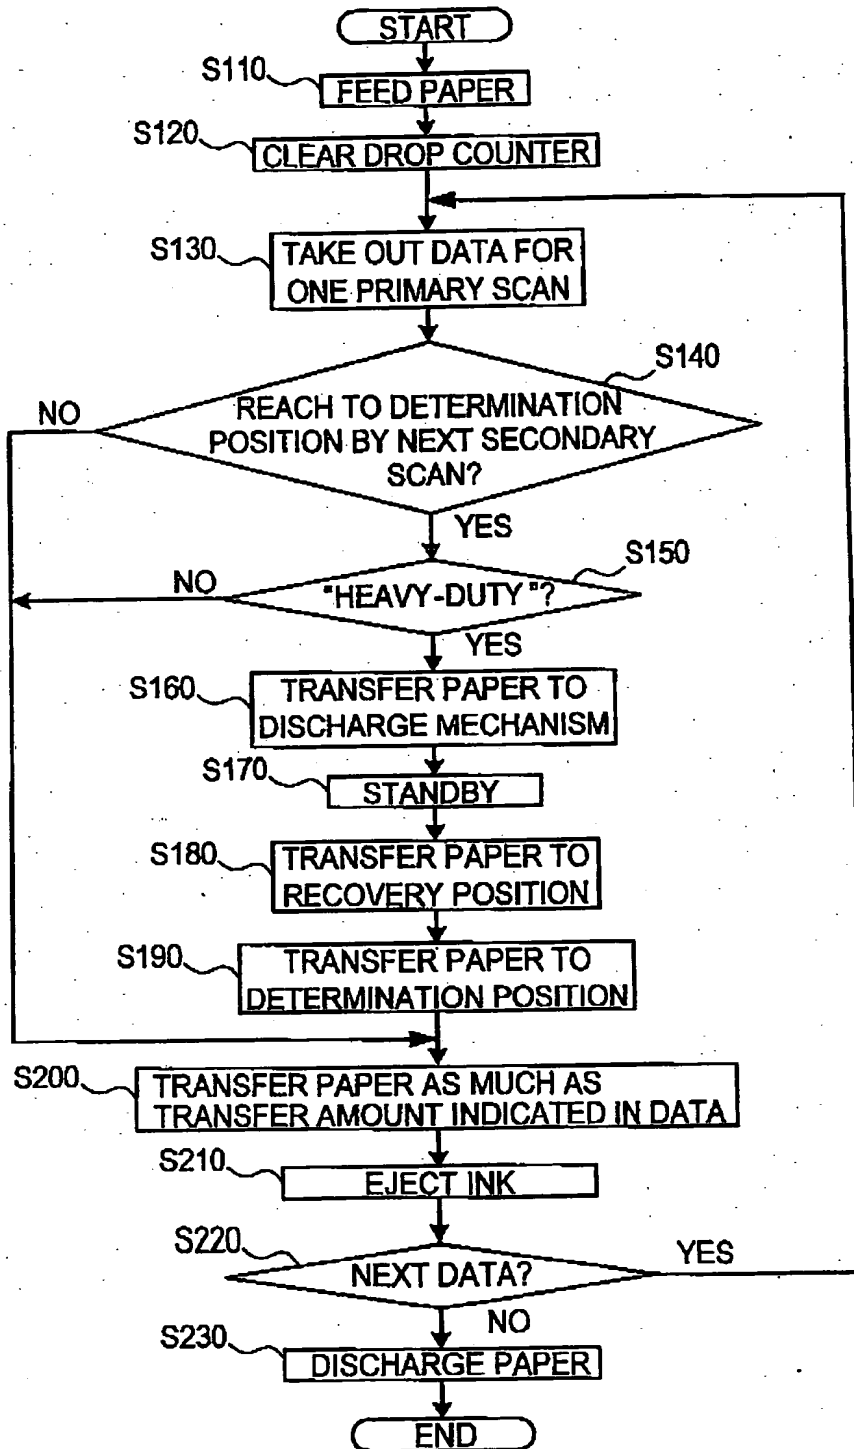 START
S110
FEED PAPER
S120
CLEAR DROP COUNTER
S130
TAKE OUT DATA FOR
ONE PRIMARY SCAN
S140
NO
REACH TO DETERMINATION
POSITION BY NEXT SECONDARY
SCAN?
YES
S150
NO
"HEAVY-DUTY"?
YES
S160
TRANSFER PAPER TO
DISCHARGE MECHANISM
S170
STANDBY
S180
TRANSFER PAPER TO
RECOVERY POSITION
S190
TRANSFER PAPER TO
DETERMINATION POSITION
S200
TRANSFER PAPER AS MUCH AS
TRANSFER AMOUNT INDICATED IN DATA
S210
EJECT INK
S220
YES
NEXT DATA?
NO
S230
DISCHARGE PAPER
END